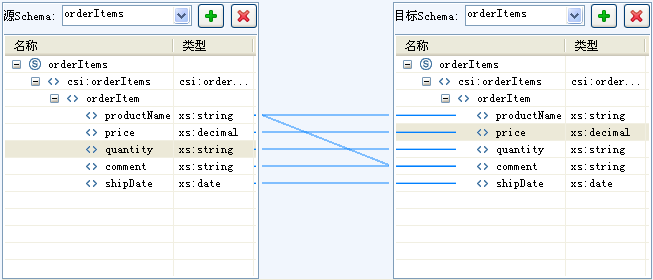 源Schema: orderItems
名称 类型
orderItems
csi:orderItems csi:order...
orderItem
productName xs:string
price xs:decimal
quantity xs:string
comment xs:string
shipDate xs:date
目标Schema: orderItems
名称 类型
orderItems
csi:orderItems csi:order...
orderItem
productName xs:string
price xs:decimal
quantity xs:string
comment xs:string
shipDate xs:date